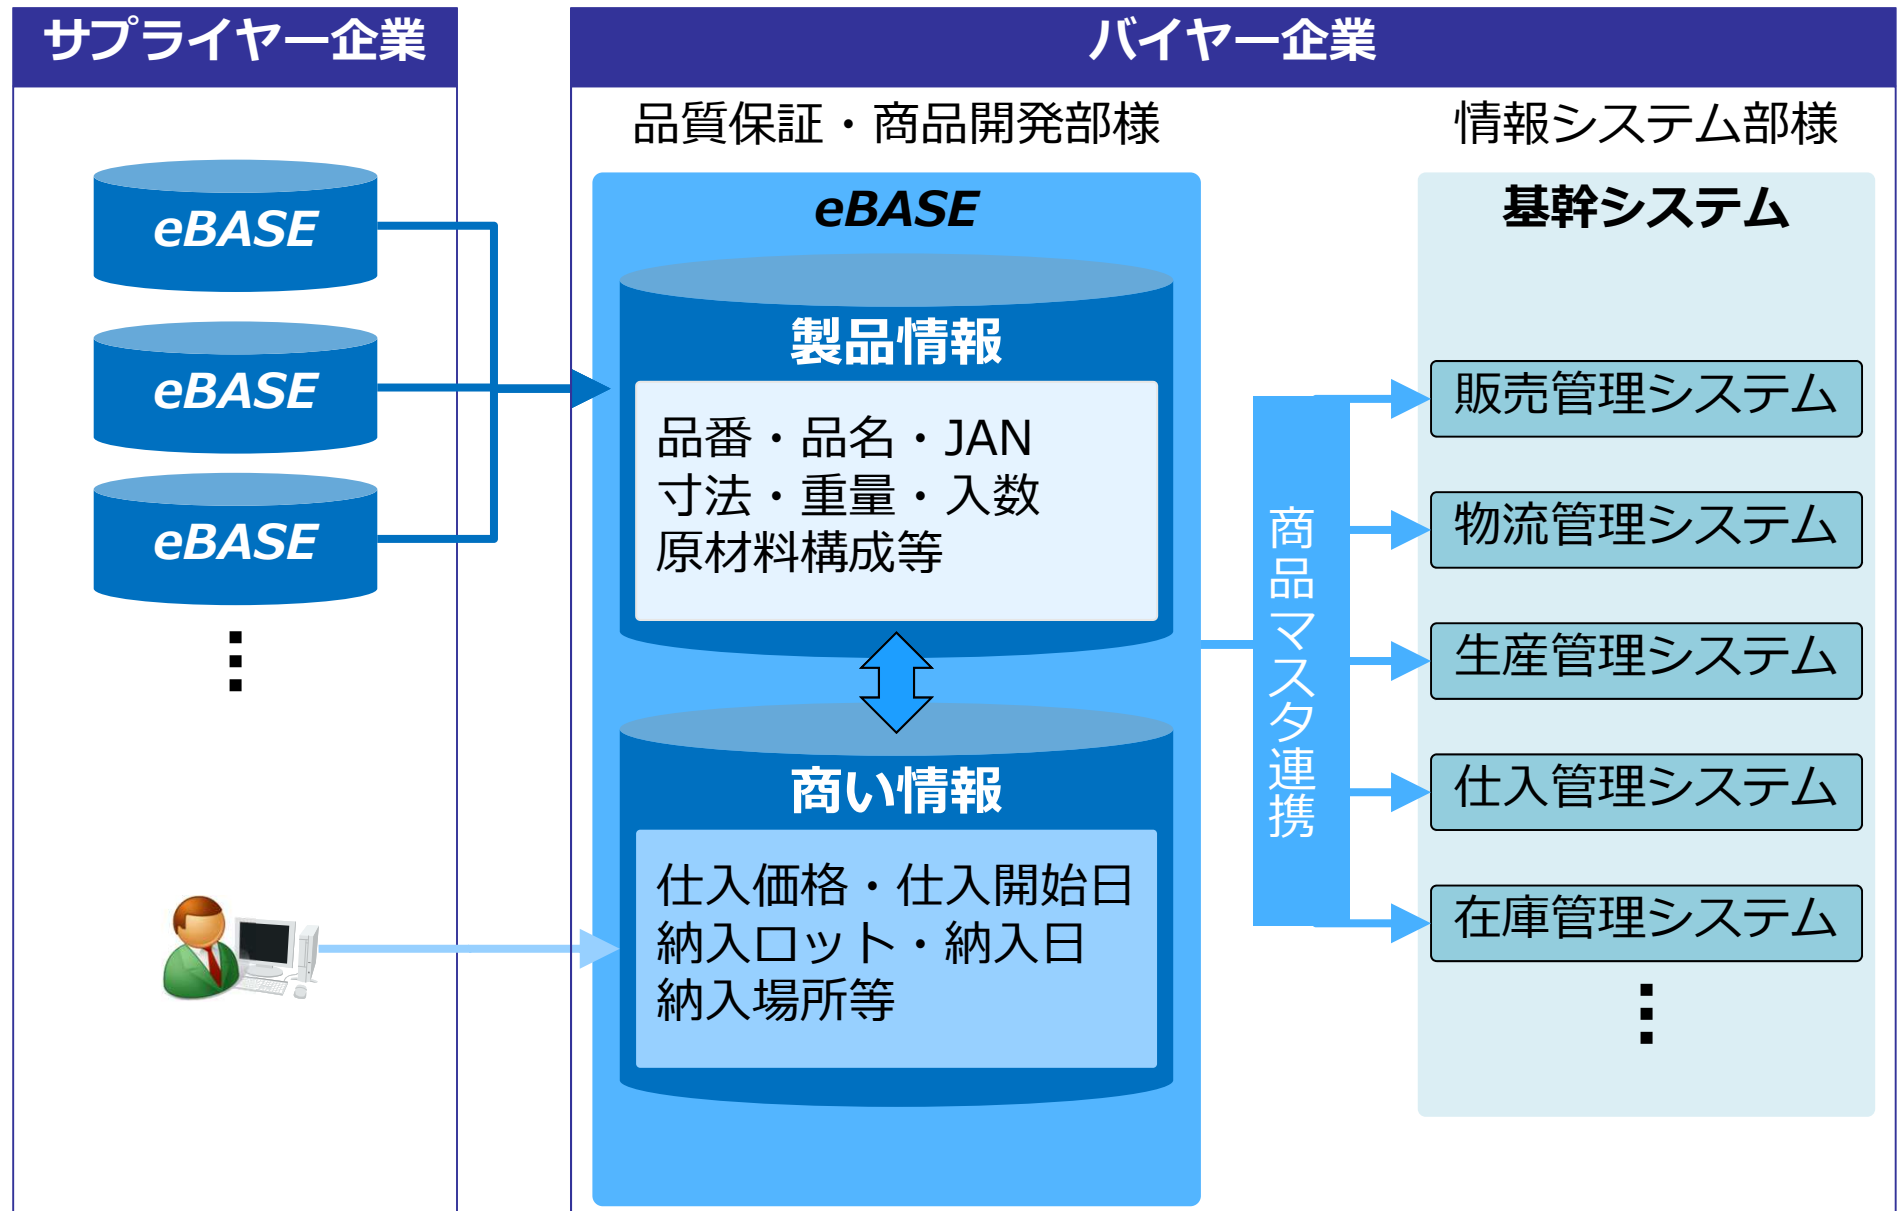 サプライヤー企業
eBASE
eBASE
eBASE
バイヤー企業
品質保証・商品開発部様
eBASE
製品情報
品番・品名・JAN
寸法・重量・入数
原材料構成等
商い情報
仕入価格・仕入開始日
納入ロット・納入日
納入場所等
商品マスタ連携
情報システム部様
基幹システム
販売管理システム
物流管理システム
生産管理システム
仕入管理システム
在庫管理システム